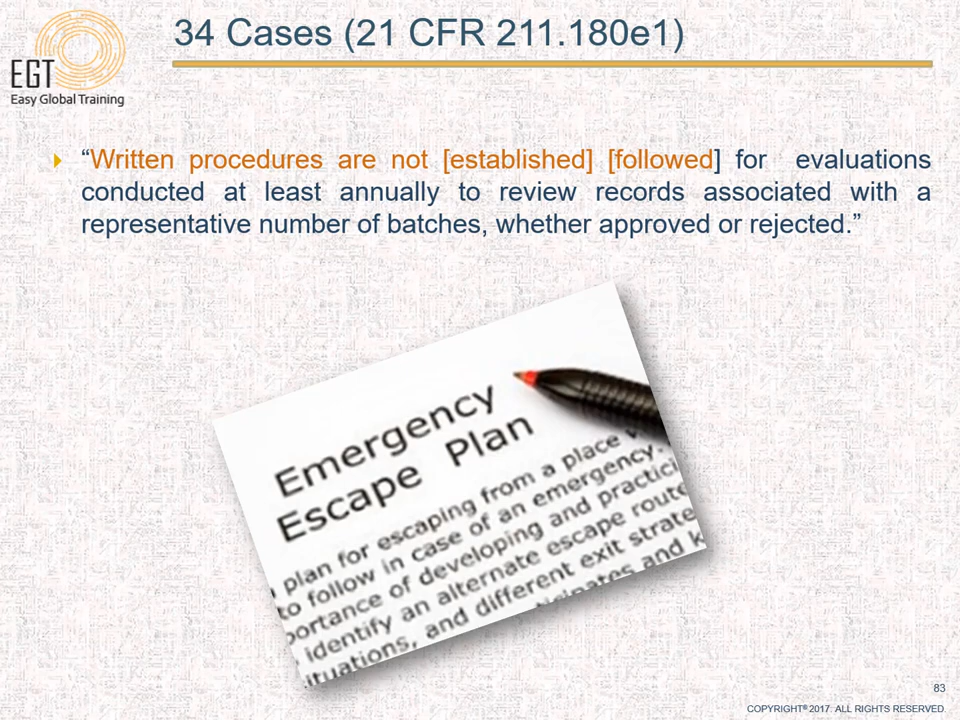 34 Cases (21 CFR 211.180e1)
EGT
Easy Global Training
“Written procedures are not [established] [followed] for evaluations
conducted at least annually to review records associated with a
representative number of batches, whether approved or rejected.”
Emergency
Escape Plan
plan for escaping from a place
to follow in case of an emergency.
portance of developing and practici
identify an alternate escape route
ituations, and different exit strate
and k
83
COPYRIGHT® 2017. ALL RIGHTS RESERVED.